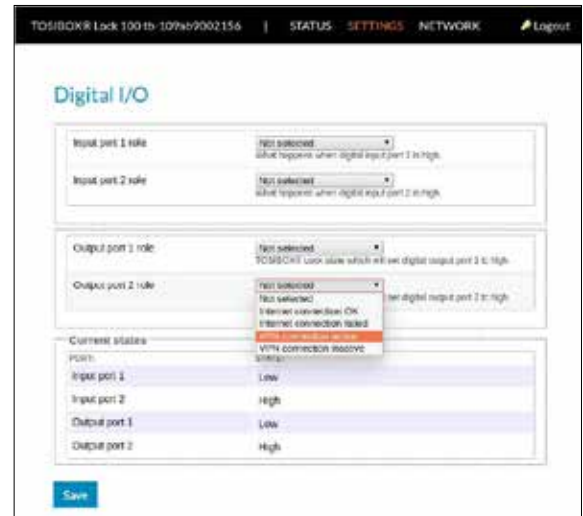 TOSIBOX® Lock 100 tb-109ab9002156 | STATUS SETTINGS NETWORK Logout
Digital I/O
Input port 1 role Not selected
What happens when digital input port 1 is high.
Input port 2 role Not selected
What happens when digital input port 2 is high.
Output port 1 role Not selected
TOSIBOX® Lock state which will set digital output port 1 to high
Output port 2 role Not selected
Not selected
set digital output port 2 to high
Internet connection OK
Internet connection failed
VPN connection active
VPN connection inactive
Current states
PORT: STATE:
Input port 1 Low
Input port 2 High
Output port 1 Low
Output port 2 High
Save